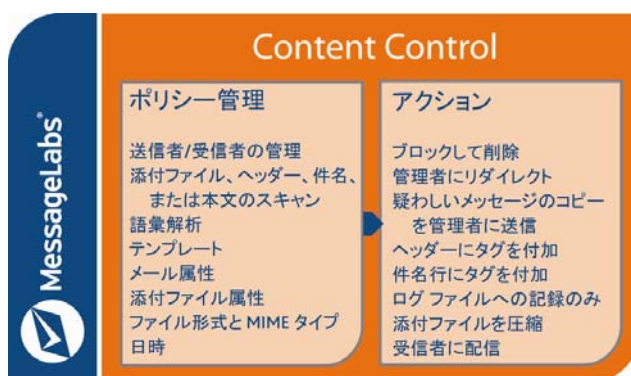 Content Control
MessageLabs®
ポリシー管理
送信者/受信者の管理
添付ファイル、ヘッダー、件名、
または本文のスキャン
語彙解析
テンプレート
メール属性
添付ファイル属性
ファイル形式と MIME タイプ
日時
アクション
ブロックして削除
管理者にリダイレクト
疑わしいメッセージのコピー
を管理者に送信
ヘッダーにタグを付加
件名行にタグを付加
ログ ファイルへの記録のみ
添付ファイルを圧縮
受信者に配信